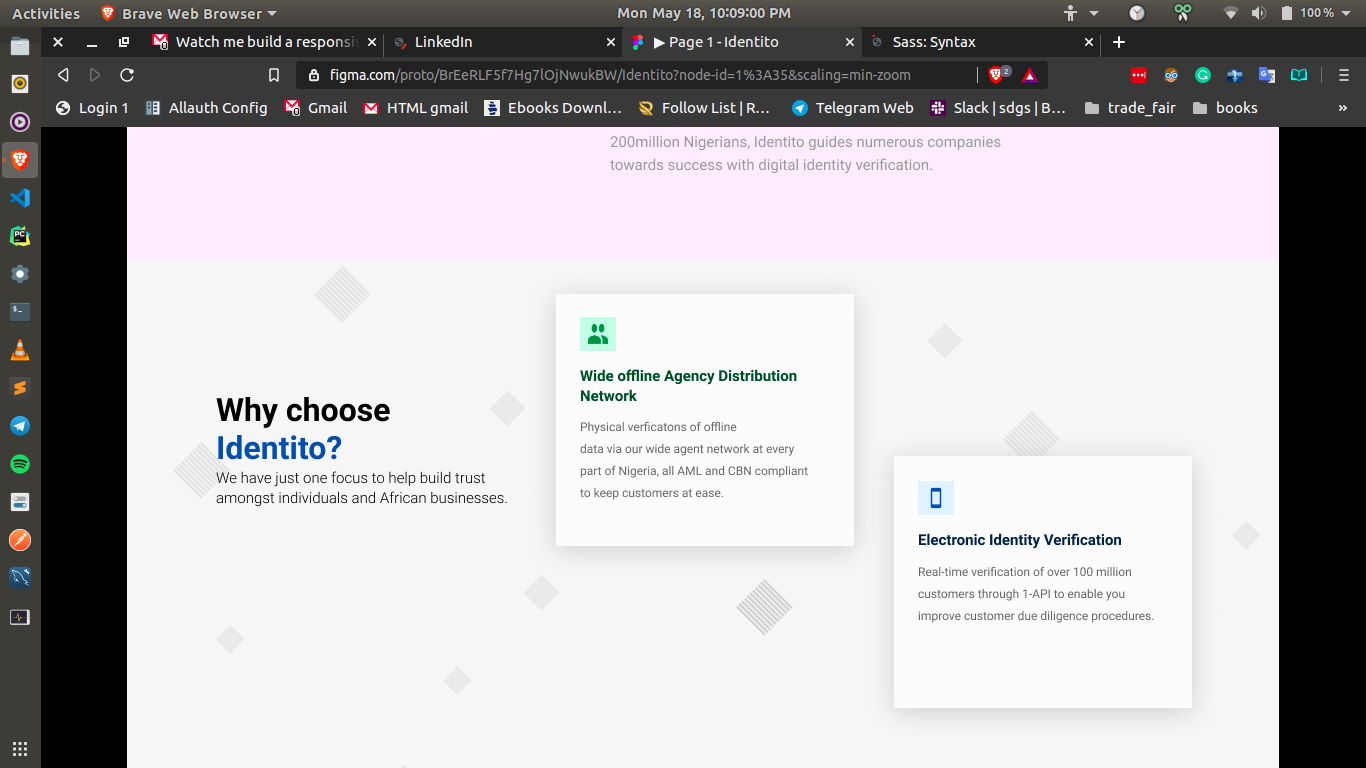 Activities
Brave Web Browser
Mon May 18, 10:09:00 PM
100 %
Watch me build a responsiv
LinkedIn
▶ Page 1 - Identito
Sass: Syntax
figma.com/proto/BrEeRLF5f7Hg7lOjNwukBW/Identito?node-id=1%3A35&scaling=min-zoom
2
Login 1
Allauth Config
Gmail
HTML gmail
Ebooks Downl…
Follow List | R…
Telegram Web
Slack | sdgs | B…
trade_fair
books
»
200million Nigerians, Identito guides numerous companies
towards success with digital identity verification.
Why choose
Identito?
We have just one focus to help build trust
amongst individuals and African businesses.
Wide offline Agency Distribution
Network
Physical verficatons of offline
data via our wide agent network at every
part of Nigeria, all AML and CBN compliant
to keep customers at ease.
Electronic Identity Verification
Real-time verification of over 100 million
customers through 1-API to enable you
improve customer due diligence procedures.